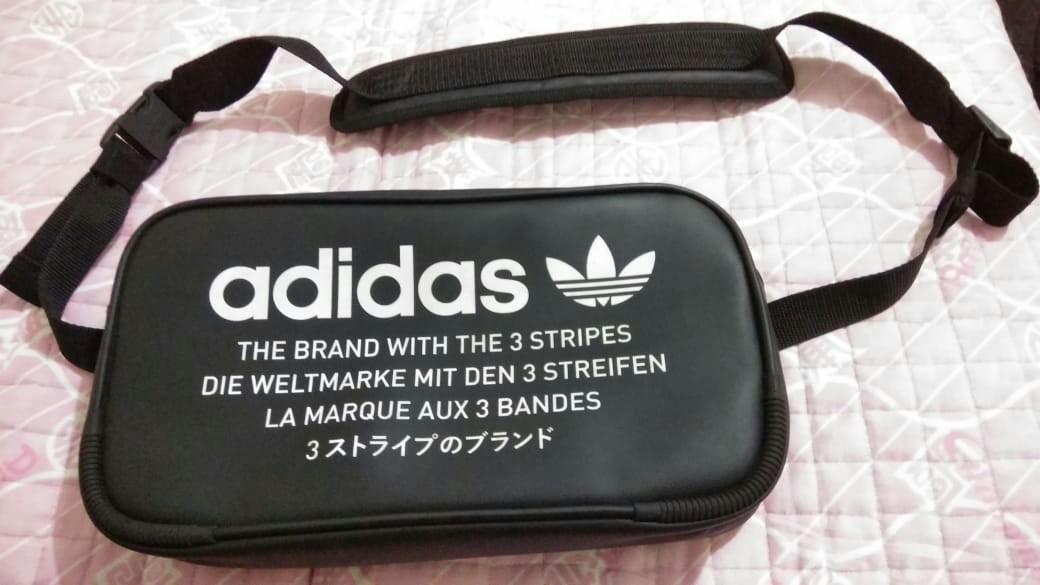 adidas
THE BRAND WITH THE 3 STRIPES
DIE WELTMARKE MIT DEN 3 STREIFEN
LA MARQUE AUX 3 BANDES
3ストライプのブランド